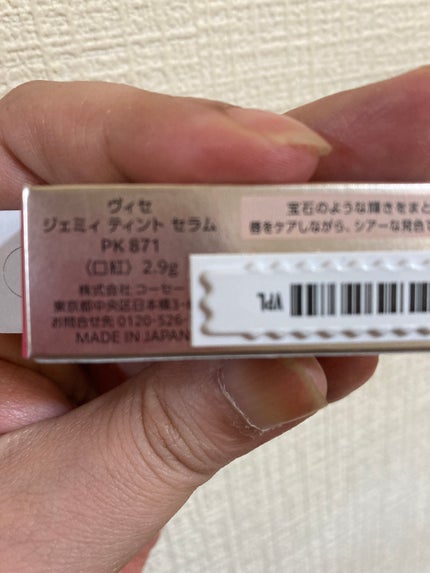 ヴィセ
ジェミィ ティント セラム
PK 871
〈口紅〉 2.9g
株式会社 コーセー
東京都中央区日本橋3-
お問合せ先 0120-526-
MADE IN JAPAN
宝石のような輝きをまと
唇をケアしながら、シアーな発色で
VPL